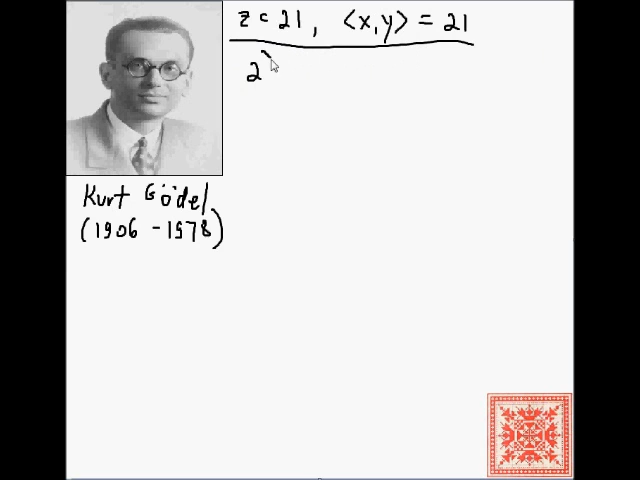 z = 21, <x,y> = 21
2
Kurt Gödel
(1906 - 1978)